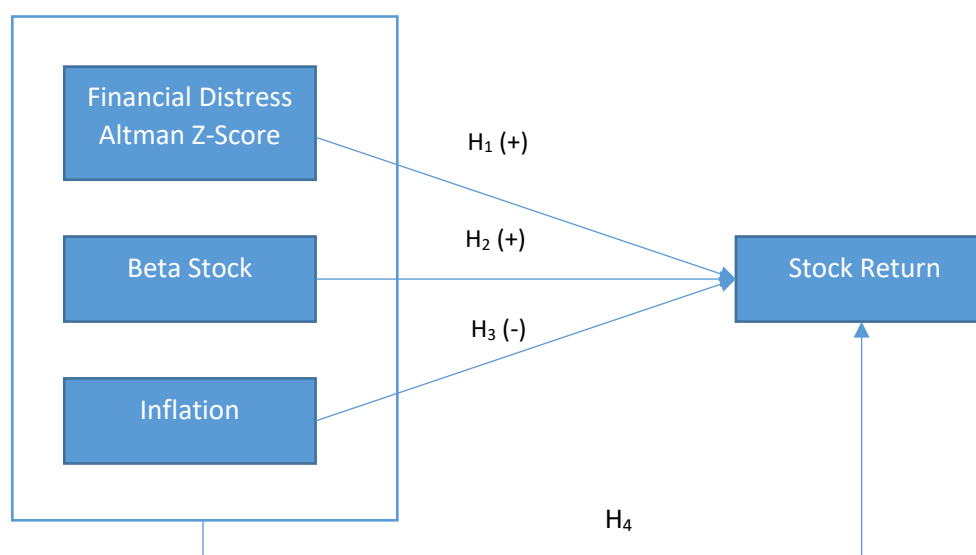 Financial Distress
Altman Z-Score
H₁ (+)
Beta Stock
H₂ (+)
Stock Return
H₃ (-)
Inflation
H₄